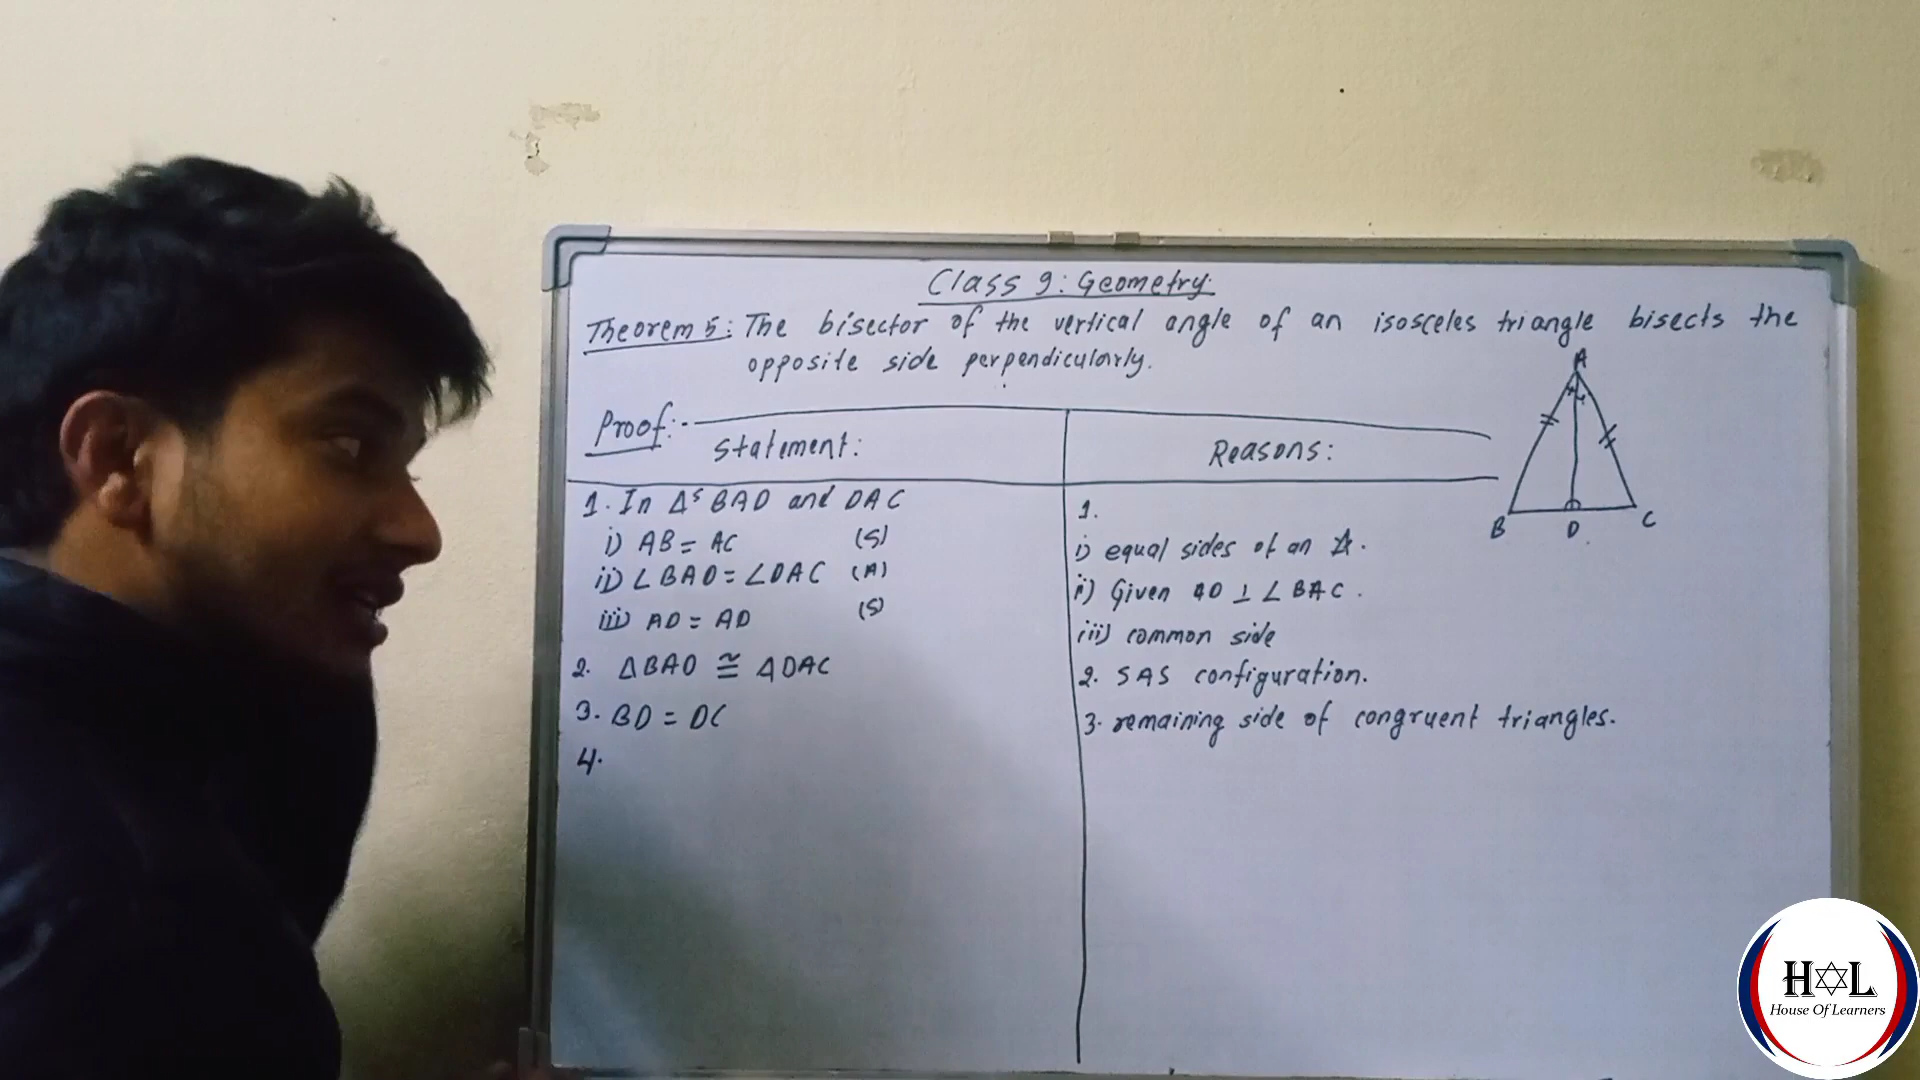 Class 9: Geometry.
Theorem 5: The bisector of the vertical angle of an isosceles triangle bisects the
opposite side perpendicularly.
A
B D C
Proof:-
Statement: Reasons:
1. In Δˢ BAD and DAC 1.
i) AB = AC (S) i) equal sides of an Δ.
ii) ∠BAD = ∠DAC (A) ii) Given AD ⊥ ∠BAC.
iii) AD = AD (S) iii) common side
2. ΔBAD ≅ ΔDAC 2. SAS configuration.
3. BD = DC 3. remaining side of congruent triangles.
4.
H L
House Of Learners